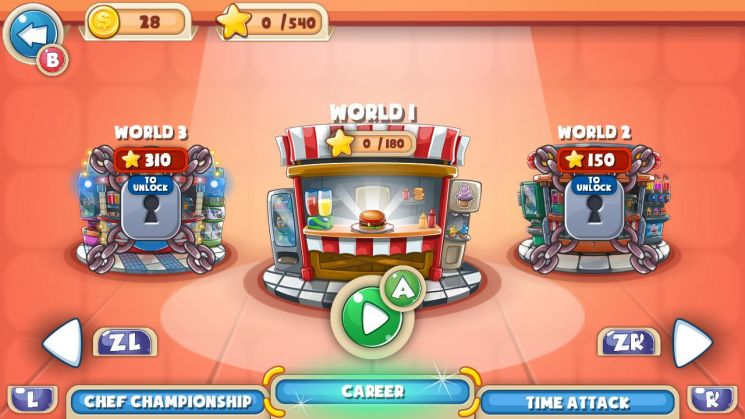 28
0 /540
B
WORLD 3
310
TO
UNLOCK
WORLD 1
0 /180
WORLD 2
150
TO
UNLOCK
A
ZL
ZR
L
CHEF CHAMPIONSHIP
CAREER
TIME ATTACK
R